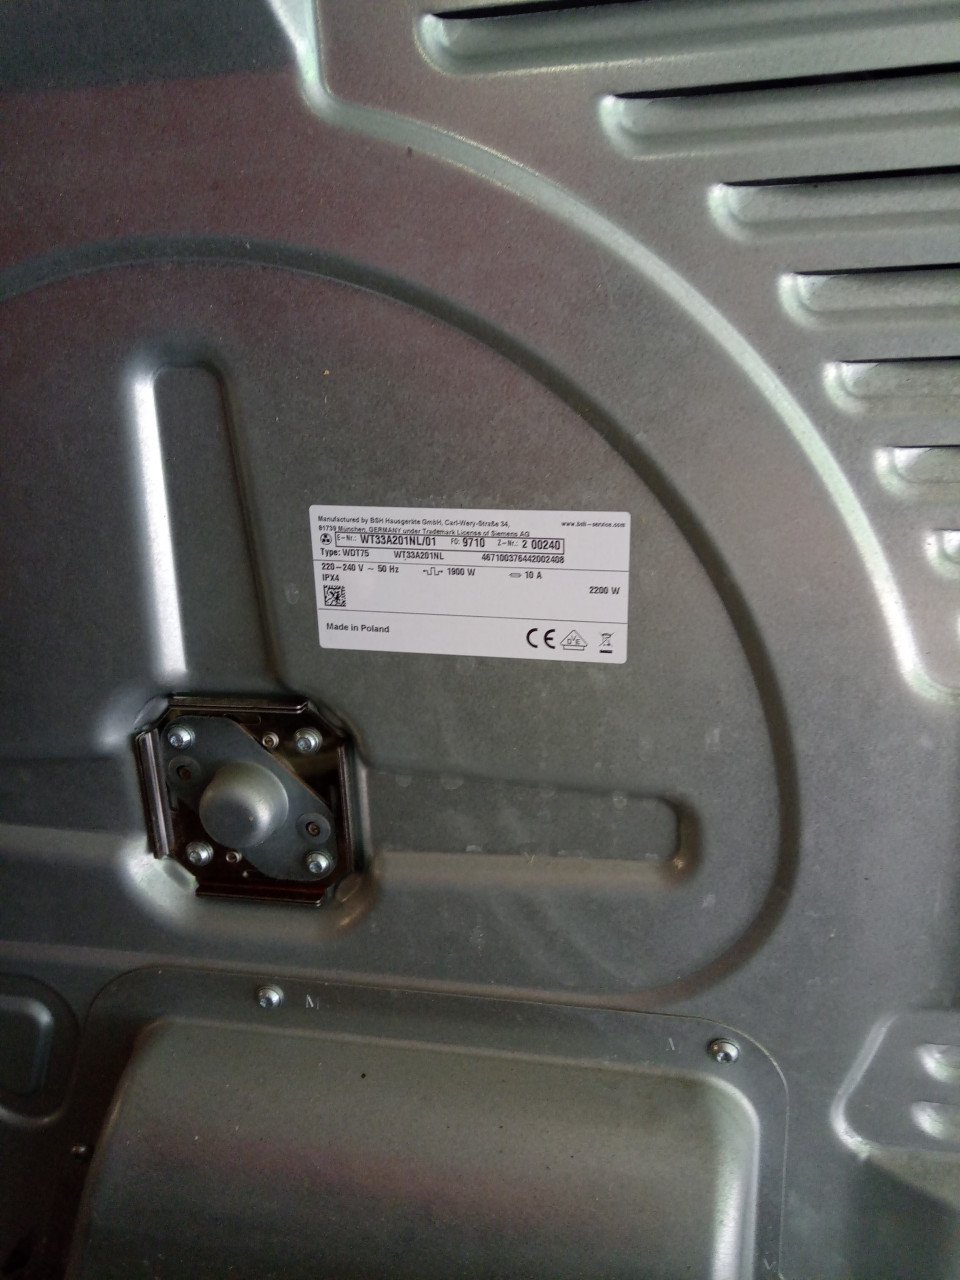 Manufactured by BSH Hausgeräte GmbH, Carl-Wery-Straße 34,
81739 München, GERMANY under Trademark License of Siemens AG
www.bsh-service.com
E-Nr.: WT33A201NL/01 FD: 9710 Z-Nr.: 2 00240
Type: WDT75 WT33A201NL 467100376442002408
220-240 V ~ 50 Hz 1900 W 10 A
IPX4 2200 W
Made in Poland CE DVE
M
A